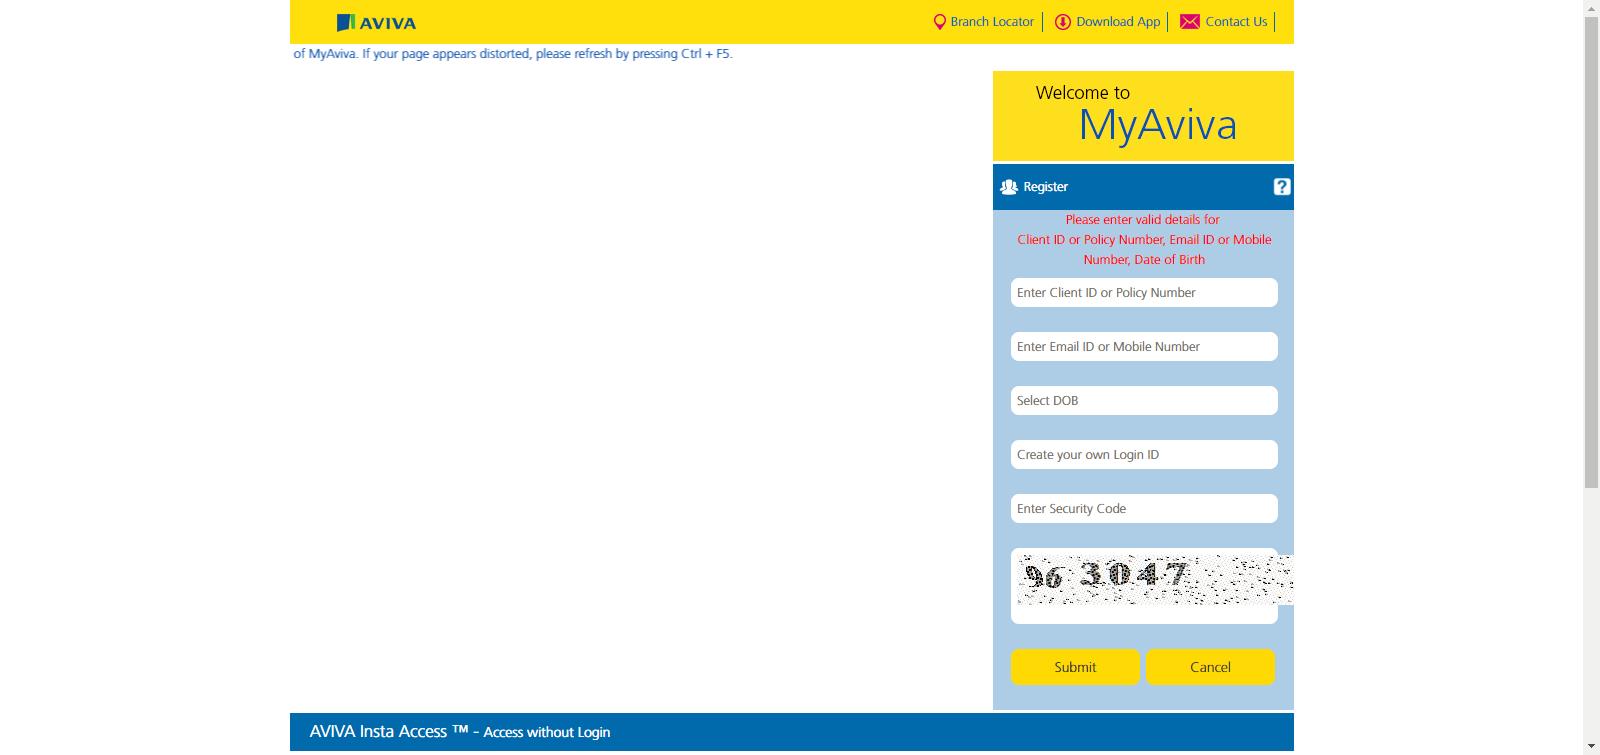 AVIVA
Branch Locator
Download App
Contact Us
of MyAviva. If your page appears distorted, please refresh by pressing Ctrl + F5.
Welcome to
MyAviva
Register
?
Please enter valid details for
Client ID or Policy Number, Email ID or Mobile
Number, Date of Birth
Enter Client ID or Policy Number
Enter Email ID or Mobile Number
Select DOB
Create your own Login ID
Enter Security Code
963047
Submit
Cancel
AVIVA Insta Access ™ - Access without Login